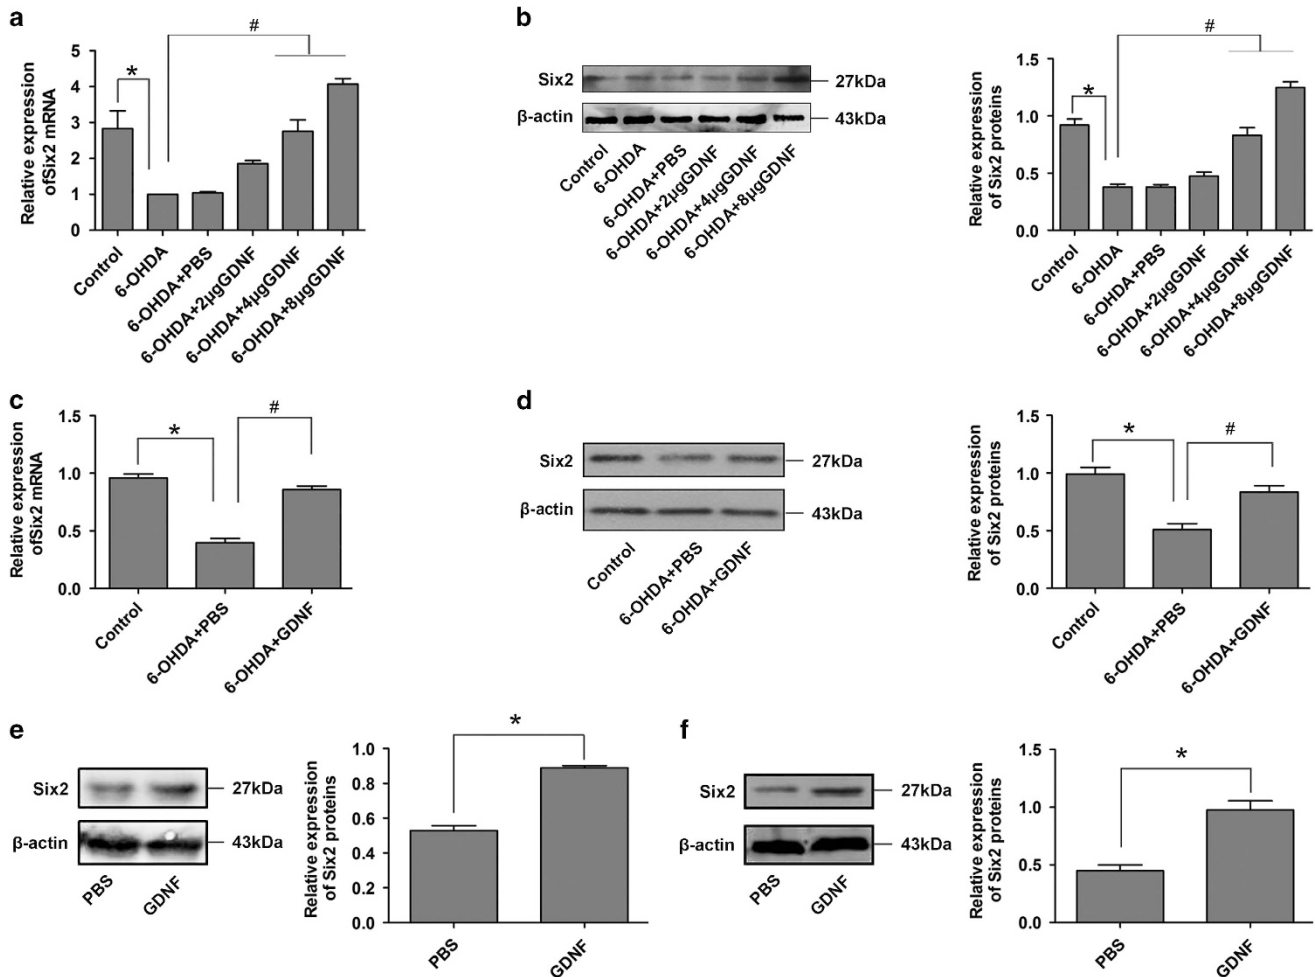 a
Relative expression
ofSix2 mRNA
5
4
3
2
1
0
*
#
Control
6-OHDA
6-OHDA+PBS
6-OHDA+2μgGDNF
6-OHDA+4μgGDNF
6-OHDA+8μgGDNF
b
Six2
27kDa
β-actin
43kDa
Control
6-OHDA
6-OHDA+PBS
6-OHDA+2μgGDNF
6-OHDA+4μgGDNF
6-OHDA+8μgGDNF
Relative expression
of Six2 proteins
1.5
1.0
0.5
0.0
*
#
Control
6-OHDA
6-OHDA+PBS
6-OHDA+2μgGDNF
6-OHDA+4μgGDNF
6-OHDA+8μgGDNF
c
Relative expression
ofSix2 mRNA
1.5
1.0
0.5
0.0
*
#
Control
6-OHDA+PBS
6-OHDA+GDNF
d
Six2
27kDa
β-actin
43kDa
Control
6-OHDA+PBS
6-OHDA+GDNF
Relative expression
of Six2 proteins
1.5
1.0
0.5
0.0
*
#
Control
6-OHDA+PBS
6-OHDA+GDNF
e
Six2
27kDa
β-actin
43kDa
PBS
GDNF
Relative expression
of Six2 proteins
1.0
0.8
0.6
0.4
0.2
0.0
*
PBS
GDNF
f
Six2
27kDa
β-actin
43kDa
PBS
GDNF
Relative expression
of Six2 proteins
1.5
1.0
0.5
0.0
*
PBS
GDNF